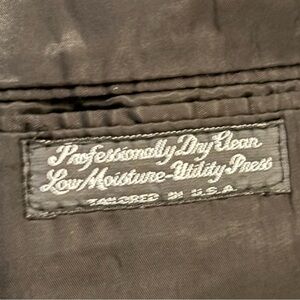 Professionally Dry Clean
Low Moisture-Utility Press
TAILORED IN U.S.A.